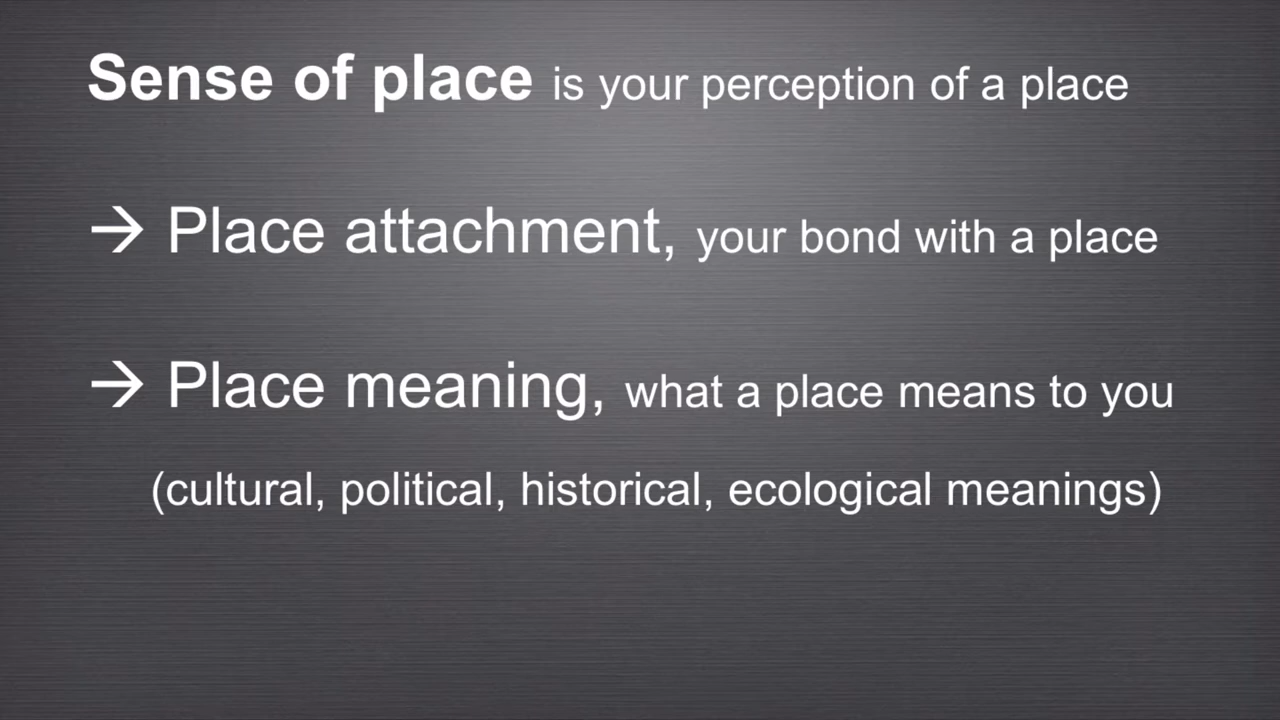 Sense of place is your perception of a place
→ Place attachment, your bond with a place
→ Place meaning, what a place means to you
(cultural, political, historical, ecological meanings)